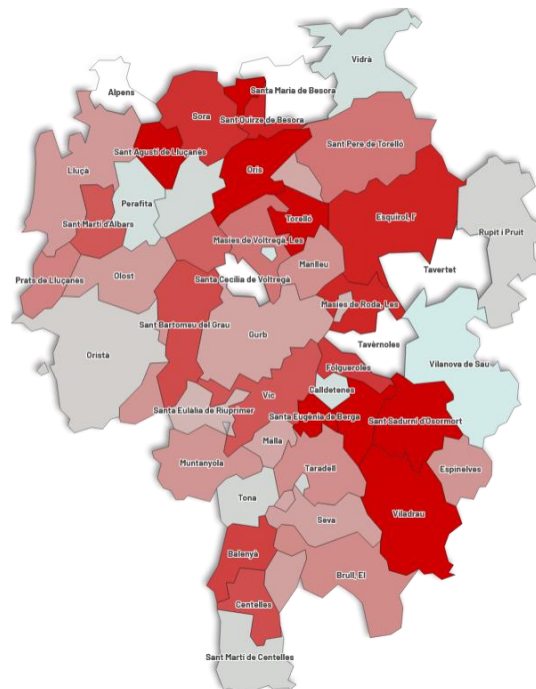 Vidrà
Alpens
Santa Maria de Besora
Sora
Sant Quirze de Besora
Sant Pere de Torello
Sant Agustí de Lluçanès
Lluçà
Oris
Perafita
Esquirol, l'
Rupit i Pruit
Sant Martí d'Albars
Torelló
Masies de Voltregà, Les
Manlleu
Tavertet
Prats de Lluçanès
Olost
Santa Cecília de Voltregà
Masies de Roda, Les
Sant Bartomeu del Grau
Gurb
Tavèrnoles
Oristà
Vilanova de Sau
Folgueroles
Calldetenes
Vic
Santa Eulàlia de Riuprimer
Santa Eugènia de Berga
Sant Sadurní d'Osormort
Malla
Muntanyola
Taradell
Espinelves
Tona
Seva
Viladrau
Balenyà
Brull, El
Centelles
Sant Martí de Centelles